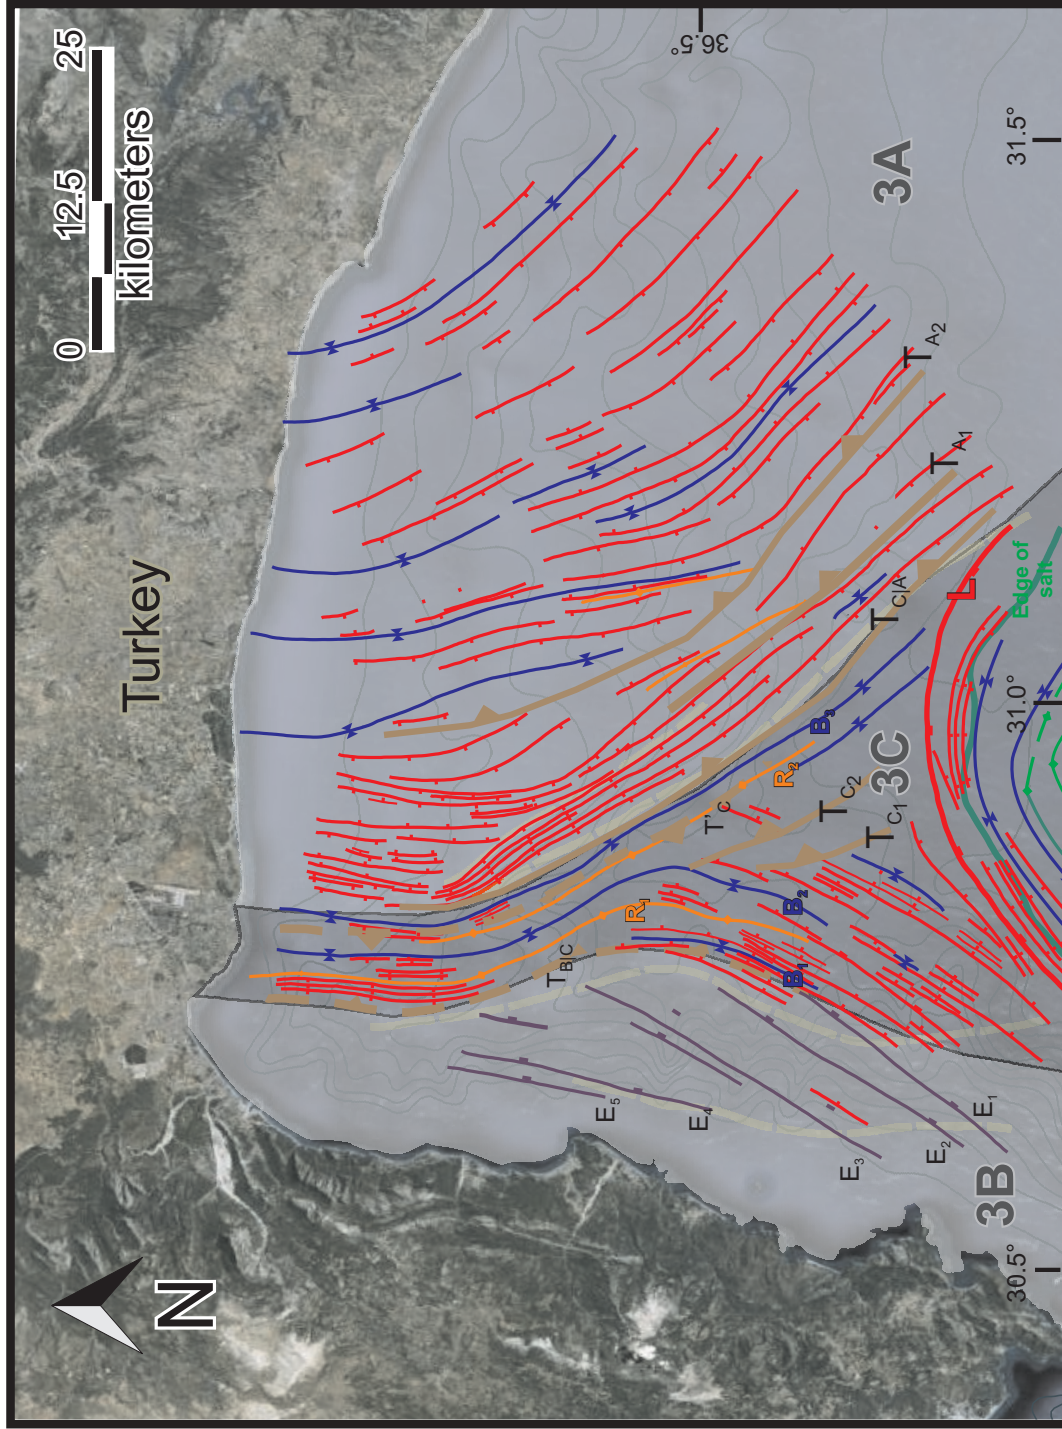 N
Turkey
0 12.5 25
kilometers
36.5°
30.5°
31.0°
31.5°
3A
3B
3C
T A2
T A1
T C|A
T B|C
T' C
T C2
T C1
R1
R2
B1
B2
B3
E1
E2
E3
E4
E5
L
Edge of
salt